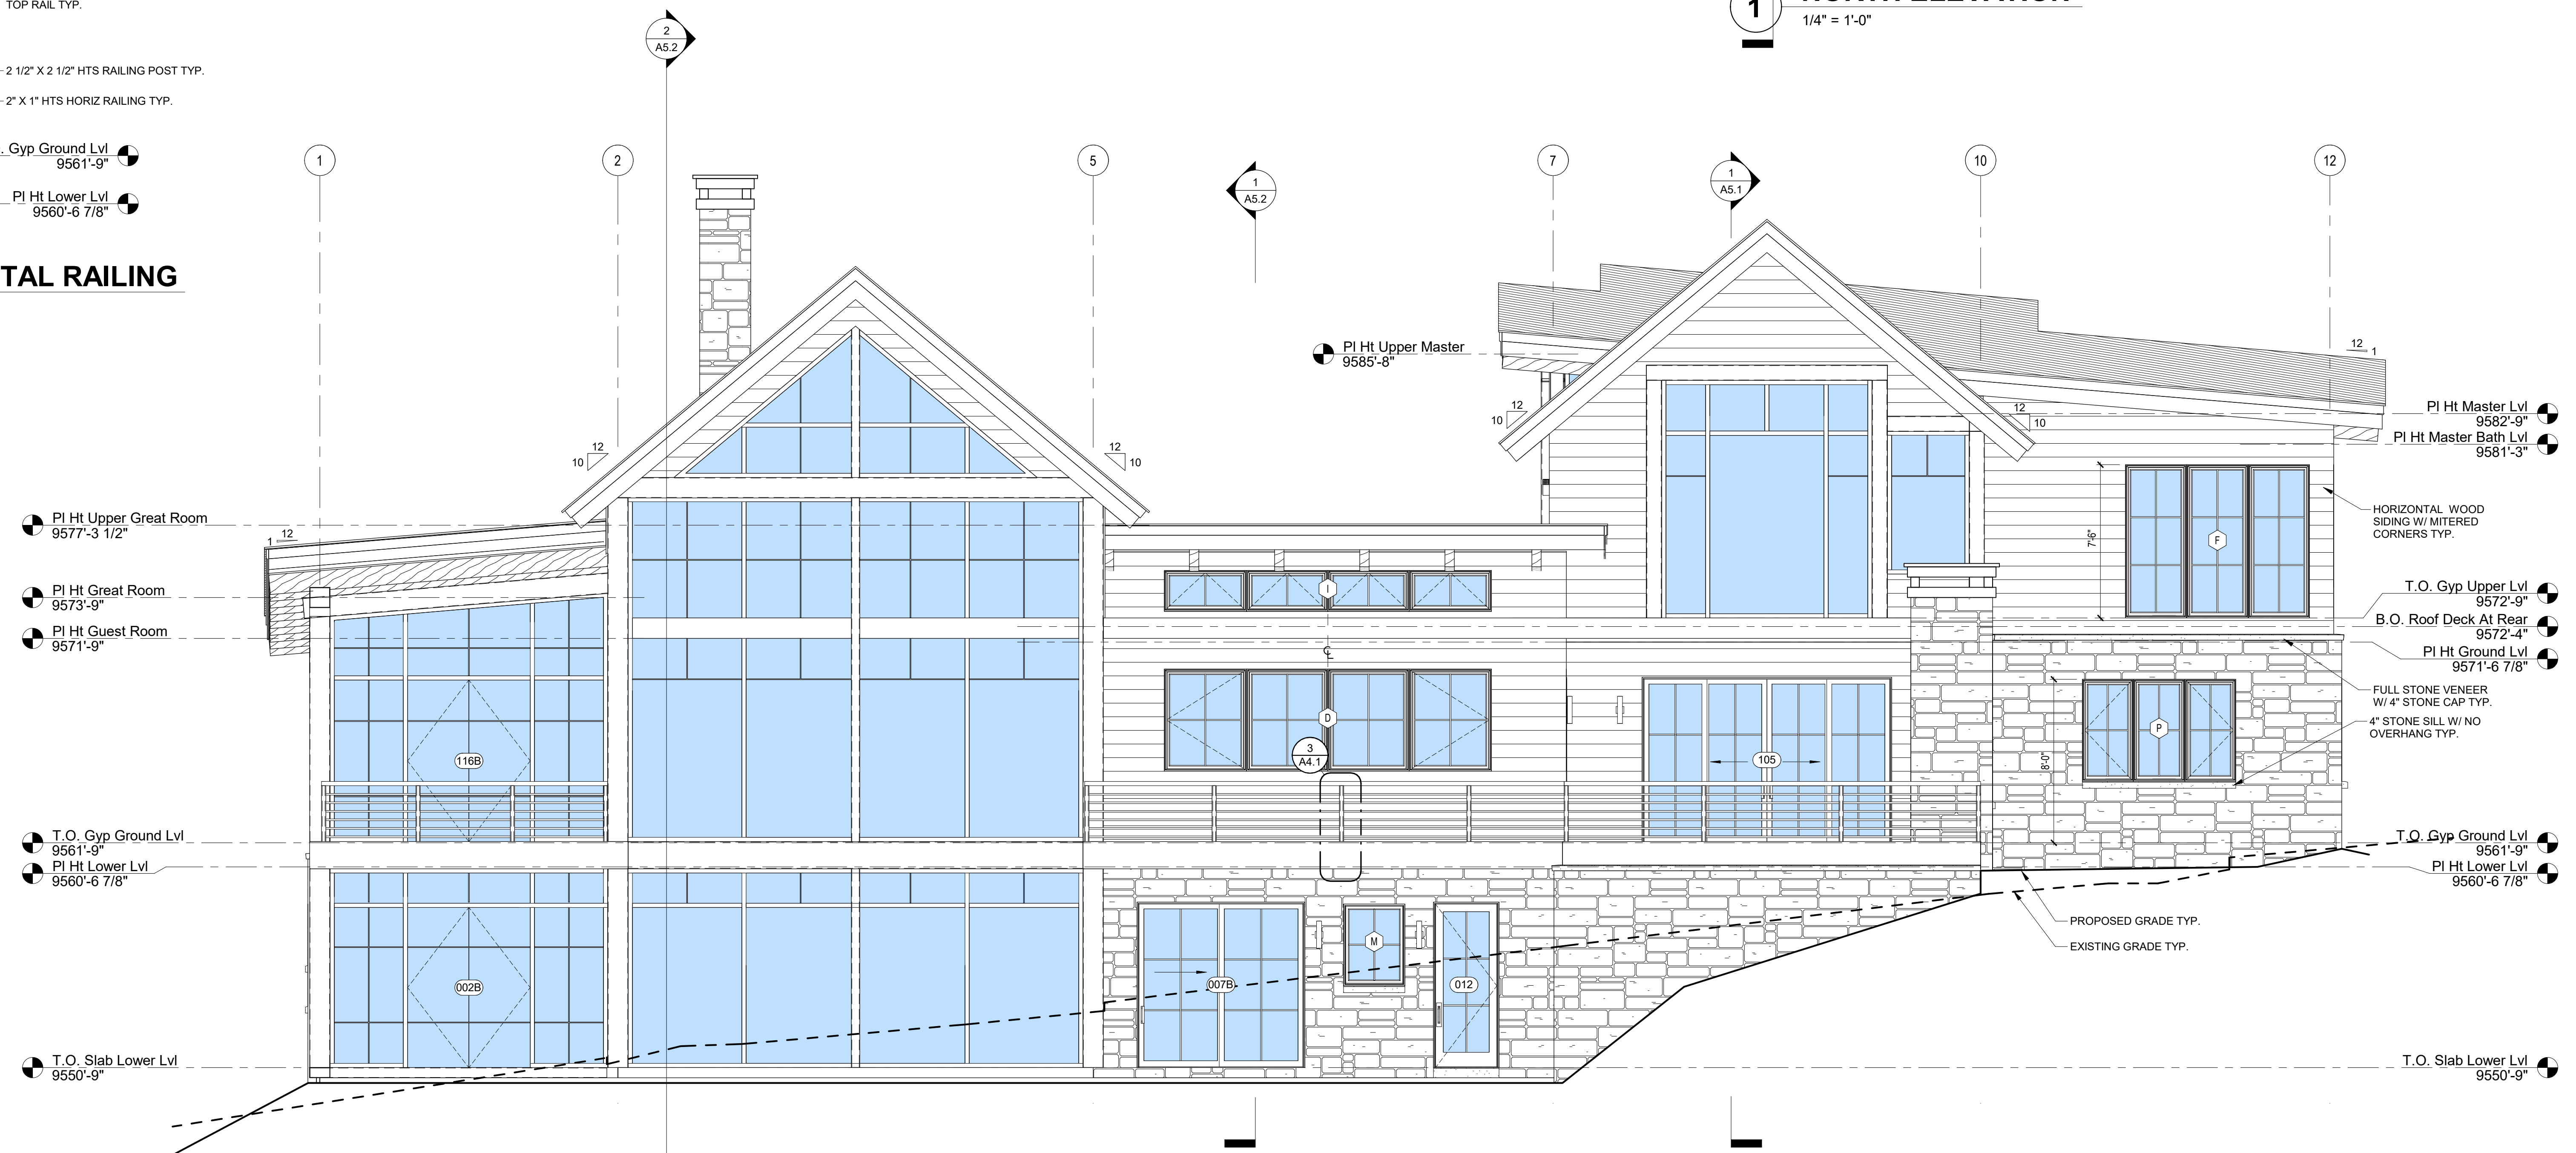 TOP RAIL TYP.
2 1/2" X 2 1/2" HTS RAILING POST TYP.
2" X 1" HTS HORIZ RAILING TYP.
. Gyp Ground Lvl
9561'-9"
Pl Ht Lower Lvl
9560'-6 7/8"
TAL RAILING
1
1/4" = 1'-0"
2
A5.2
1
A5.2
1
A5.1
1
2
5
7
10
12
Pl Ht Upper Master
9585'-8"
12
1
12
10
12
10
12
10
12
10
12
1
Pl Ht Upper Great Room
9577'-3 1/2"
Pl Ht Great Room
9573'-9"
Pl Ht Guest Room
9571'-9"
T.O. Gyp Ground Lvl
9561'-9"
Pl Ht Lower Lvl
9560'-6 7/8"
T.O. Slab Lower Lvl
9550'-9"
116B
002B
I
CL
D
3
A4.1
007B
M
012
105
F
7'-6"
P
8'-0"
Pl Ht Master Lvl
9582'-9"
Pl Ht Master Bath Lvl
9581'-3"
HORIZONTAL WOOD
SIDING W/ MITERED
CORNERS TYP.
T.O. Gyp Upper Lvl
9572'-9"
B.O. Roof Deck At Rear
9572'-4"
Pl Ht Ground Lvl
9571'-6 7/8"
FULL STONE VENEER
W/ 4" STONE CAP TYP.
4" STONE SILL W/ NO
OVERHANG TYP.
T.O. Gyp Ground Lvl
9561'-9"
Pl Ht Lower Lvl
9560'-6 7/8"
PROPOSED GRADE TYP.
EXISTING GRADE TYP.
T.O. Slab Lower Lvl
9550'-9"